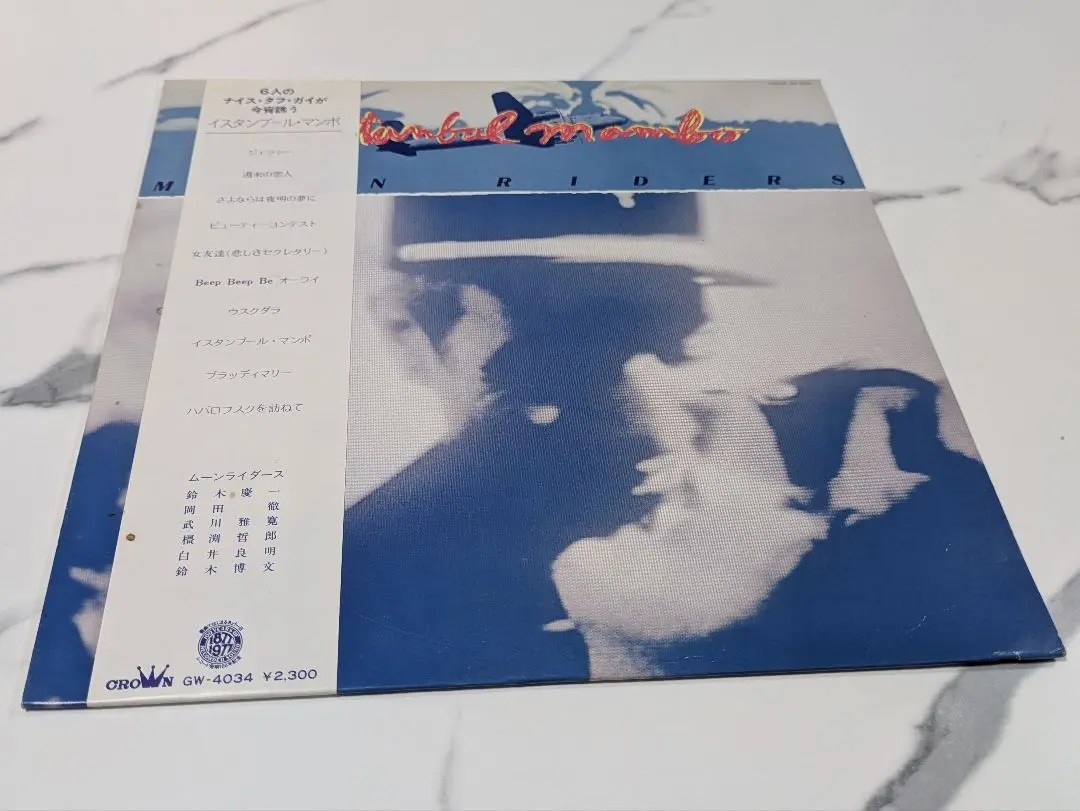 6人の
ナイス・タフ・ガイが
今宵誘う
イスタンブール・マンボ
ジェラシー
週末の恋人
さよならは夜明の夢に
ビューティーコンテスト
女友達(悲しきセクレタリー)
Beep Beep Be オーライ
ウスクダラ
イスタンブール・マンボ
ブラッディマリー
ハバロフスクを訪ねて
ムーンライダース
鈴木慶一
岡田徹
武川雅寛
橿渕哲郎
白井良明
鈴木博文
1877
1977
CROWN GW-4034 ¥2,300
tanbul mambo
M N RIDERS